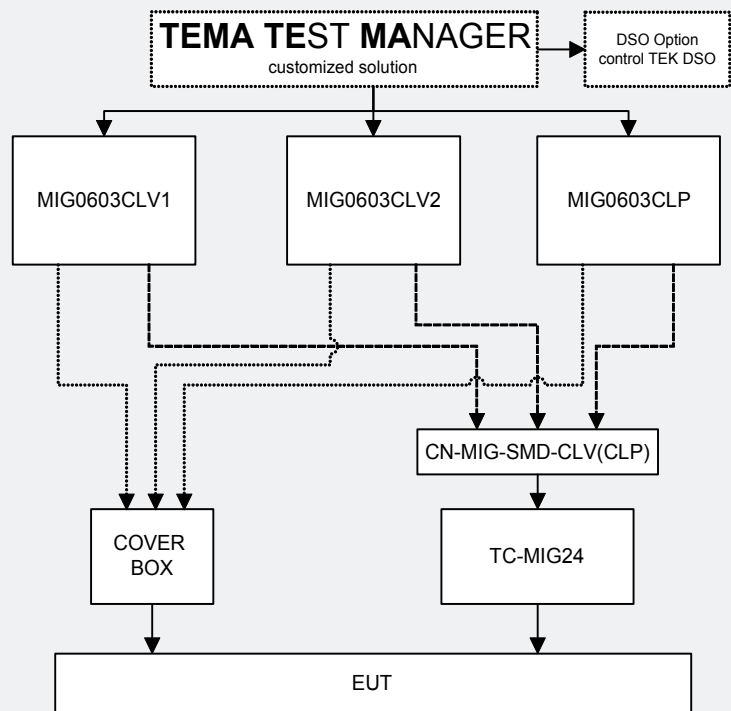 TEMA TEST MANAGER
customized solution
DSO Option
control TEK DSO
MIG0603CLV1
MIG0603CLV2
MIG0603CLP
CN-MIG-SMD-CLV(CLP)
COVER
BOX
TC-MIG24
EUT